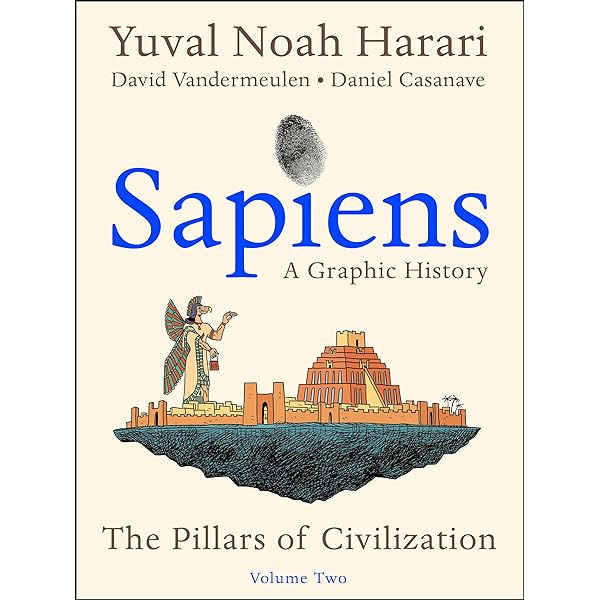 Yuval Noah Harari
David Vandermeulen • Daniel Casanave
Sapiens
A Graphic History
The Pillars of Civilization
Volume Two